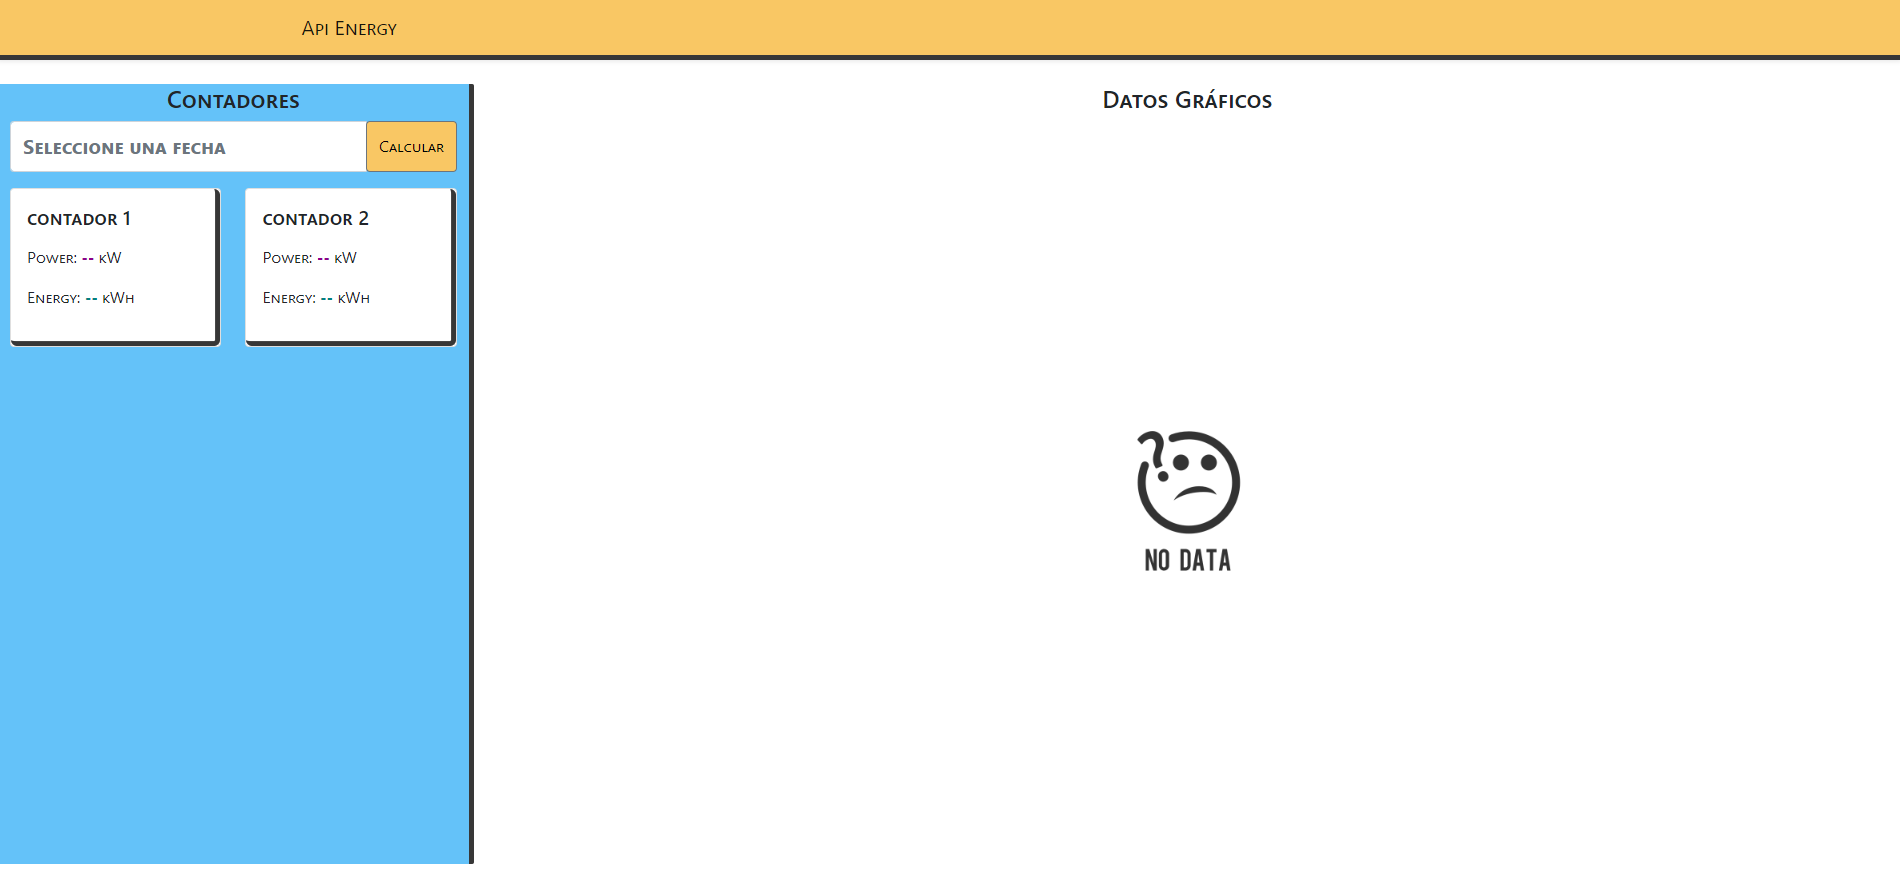 Api Energy
Contadores
Seleccione una fecha
Calcular
contador 1
Power: -- kW
Energy: -- kWh
contador 2
Power: -- kW
Energy: -- kWh
Datos Gráficos
NO DATA